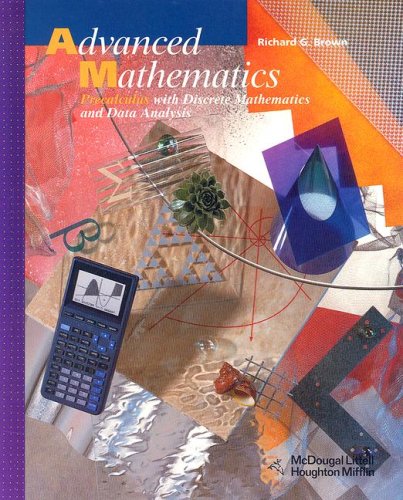 Advanced
Mathematics
Richard G. Brown
Precalculus with Discrete Mathematics
and Data Analysis
β
McDougal Littell
Houghton Mifflin